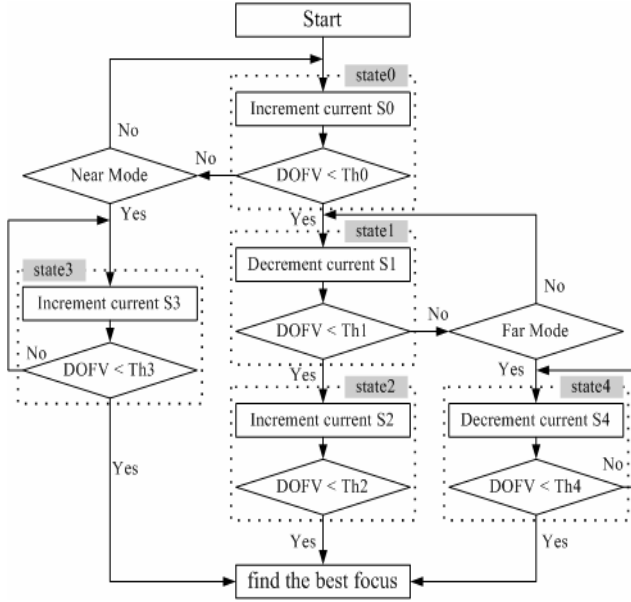 Start
state0
Increment current S0
No
No
Near Mode
DOFV < Th0
Yes
Yes
state1
state3
Decrement current S1
No
Increment current S3
No
DOFV < Th1
Far Mode
No
DOFV < Th3
Yes
Yes
state2
state4
Increment current S2
Decrement current S4
Yes
DOFV < Th2
DOFV < Th4
No
Yes
Yes
find the best focus